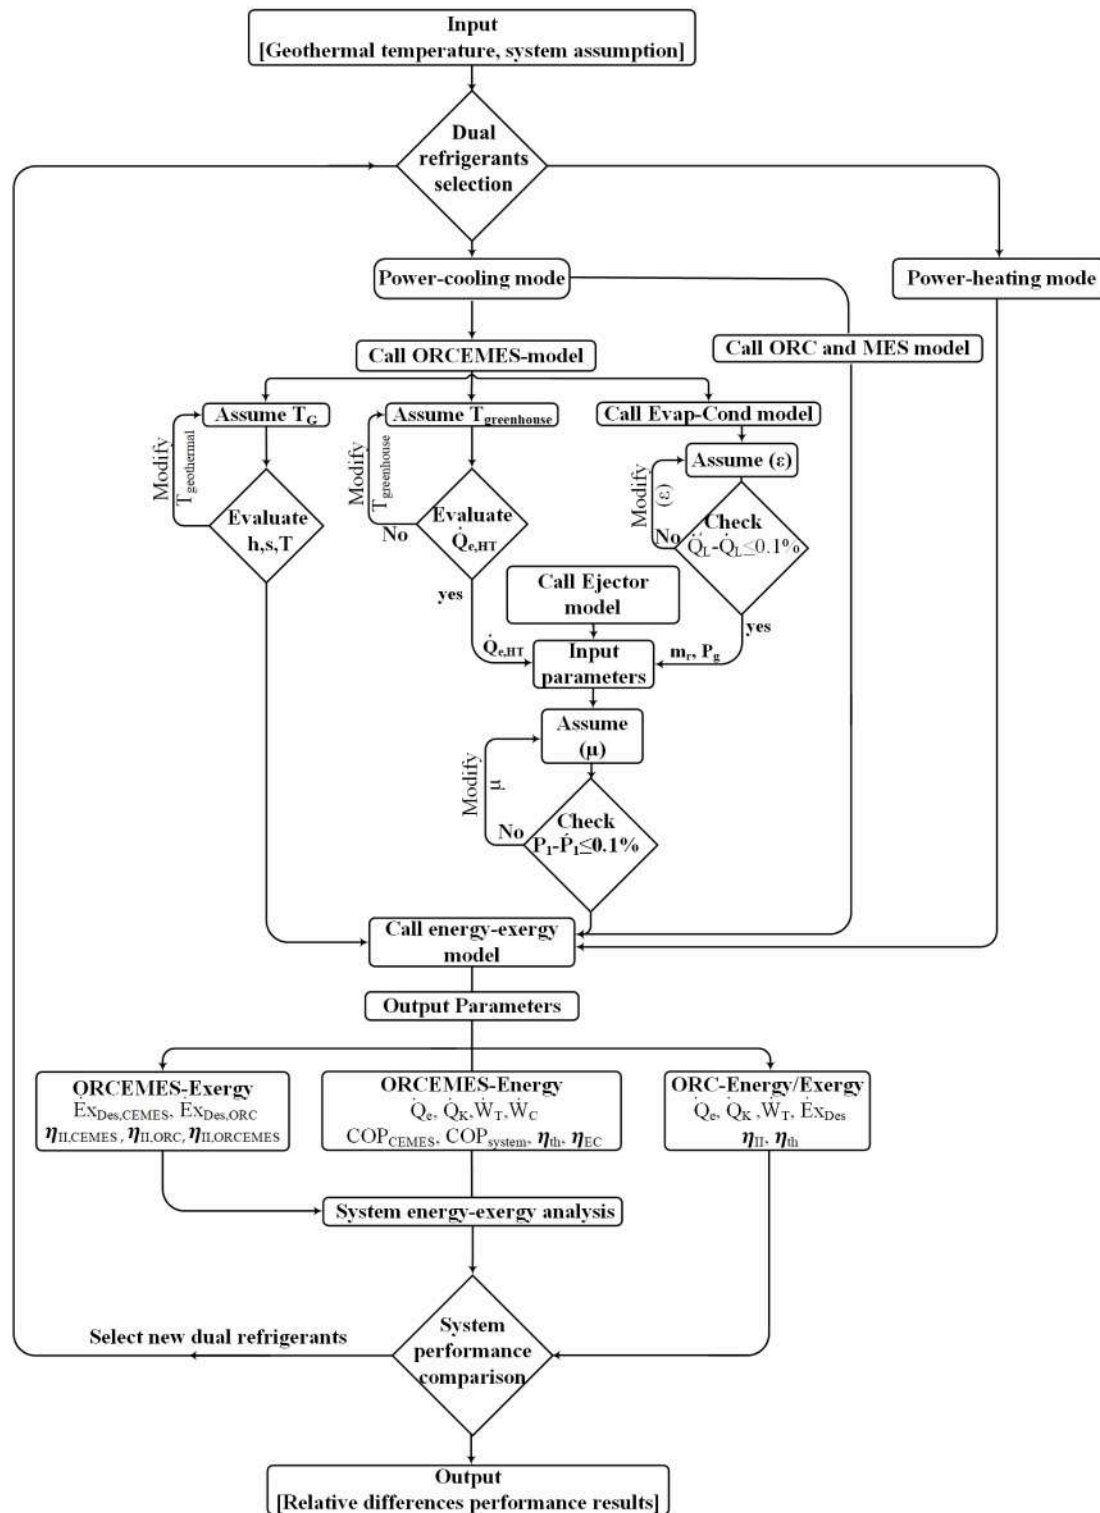 Input
[Geothermal temperature, system assumption]
Dual
refrigerants
selection
Power-cooling mode
Power-heating mode
Call ORCEMES-model
Call ORC and MES model
Assume T_G
Assume T_greenhouse
Call Evap-Cond model
Modify
T_geothermal
Modify
T_greenhouse
Assume (ε)
Modify
(ε)
Evaluate
h,s,T
No
Evaluate
Q̇_e,HT
No
Check
Q̇́_L-Q̇_L≤0.1%
yes
yes
Call Ejector
model
Q̇_e,HT
Input
parameters
m_r, P_g
Assume
(μ)
Modify
μ
No
Check
P_1-Ṕ_1≤0.1%
Call energy-exergy
model
Output Parameters
ORCEMES-Exergy
Ėx_Des,CEMES, Ėx_Des,ORC
η_II,CEMES, η_II,ORC, η_II,ORCEMES
ORCEMES-Energy
Q̇_e, Q̇_K, Ẇ_T, Ẇ_C
COP_CEMES, COP_system, η_th, η_EC
ORC-Energy/Exergy
Q̇_e, Q̇_K, Ẇ_T, Ėx_Des
η_II, η_th
System energy-exergy analysis
Select new dual refrigerants
System
performance
comparison
Output
[Relative differences performance results]